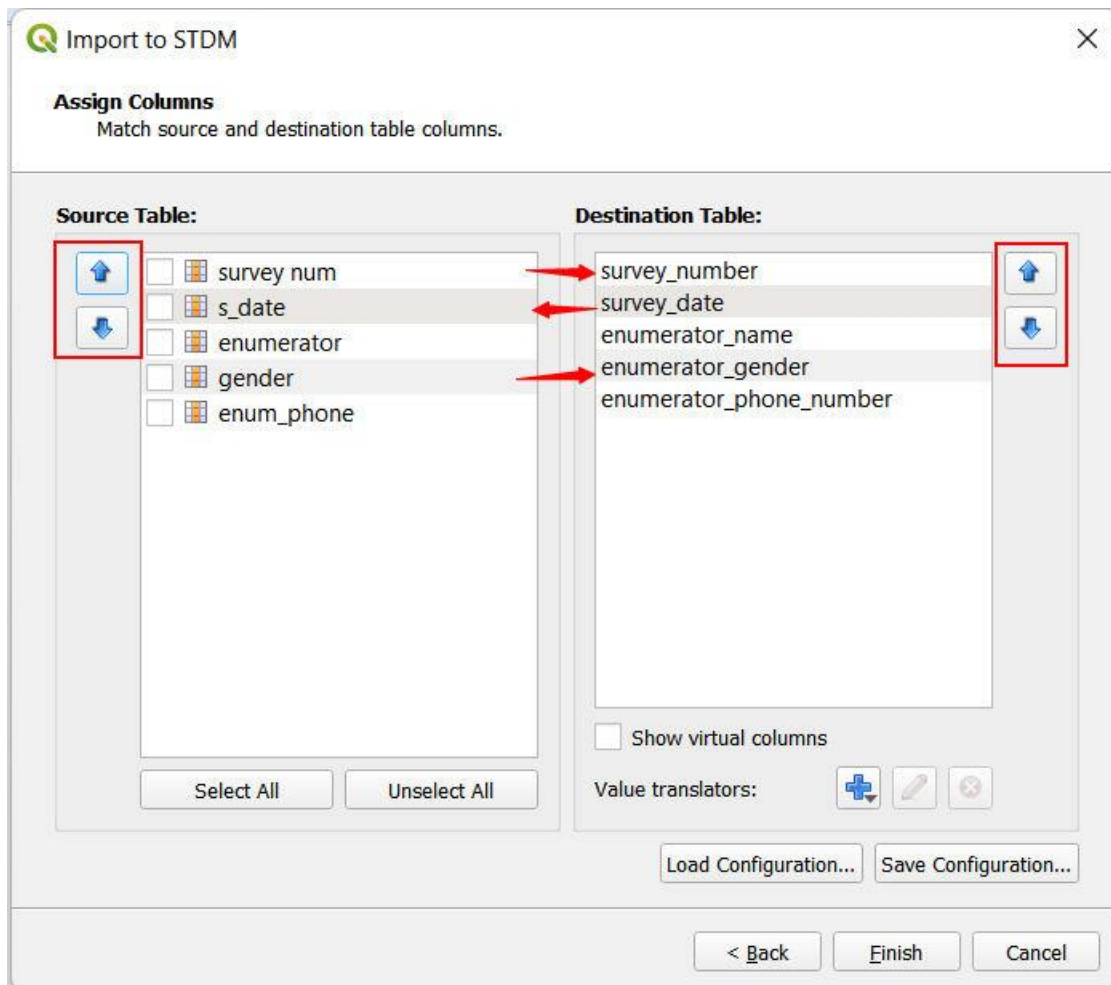 Import to STDM
Assign Columns
Match source and destination table columns.
Source Table:
survey num
s_date
enumerator
gender
enum_phone
Select All
Unselect All
Destination Table:
survey_number
survey_date
enumerator_name
enumerator_gender
enumerator_phone_number
Show virtual columns
Value translators:
Load Configuration...
Save Configuration...
< Back
Finish
Cancel